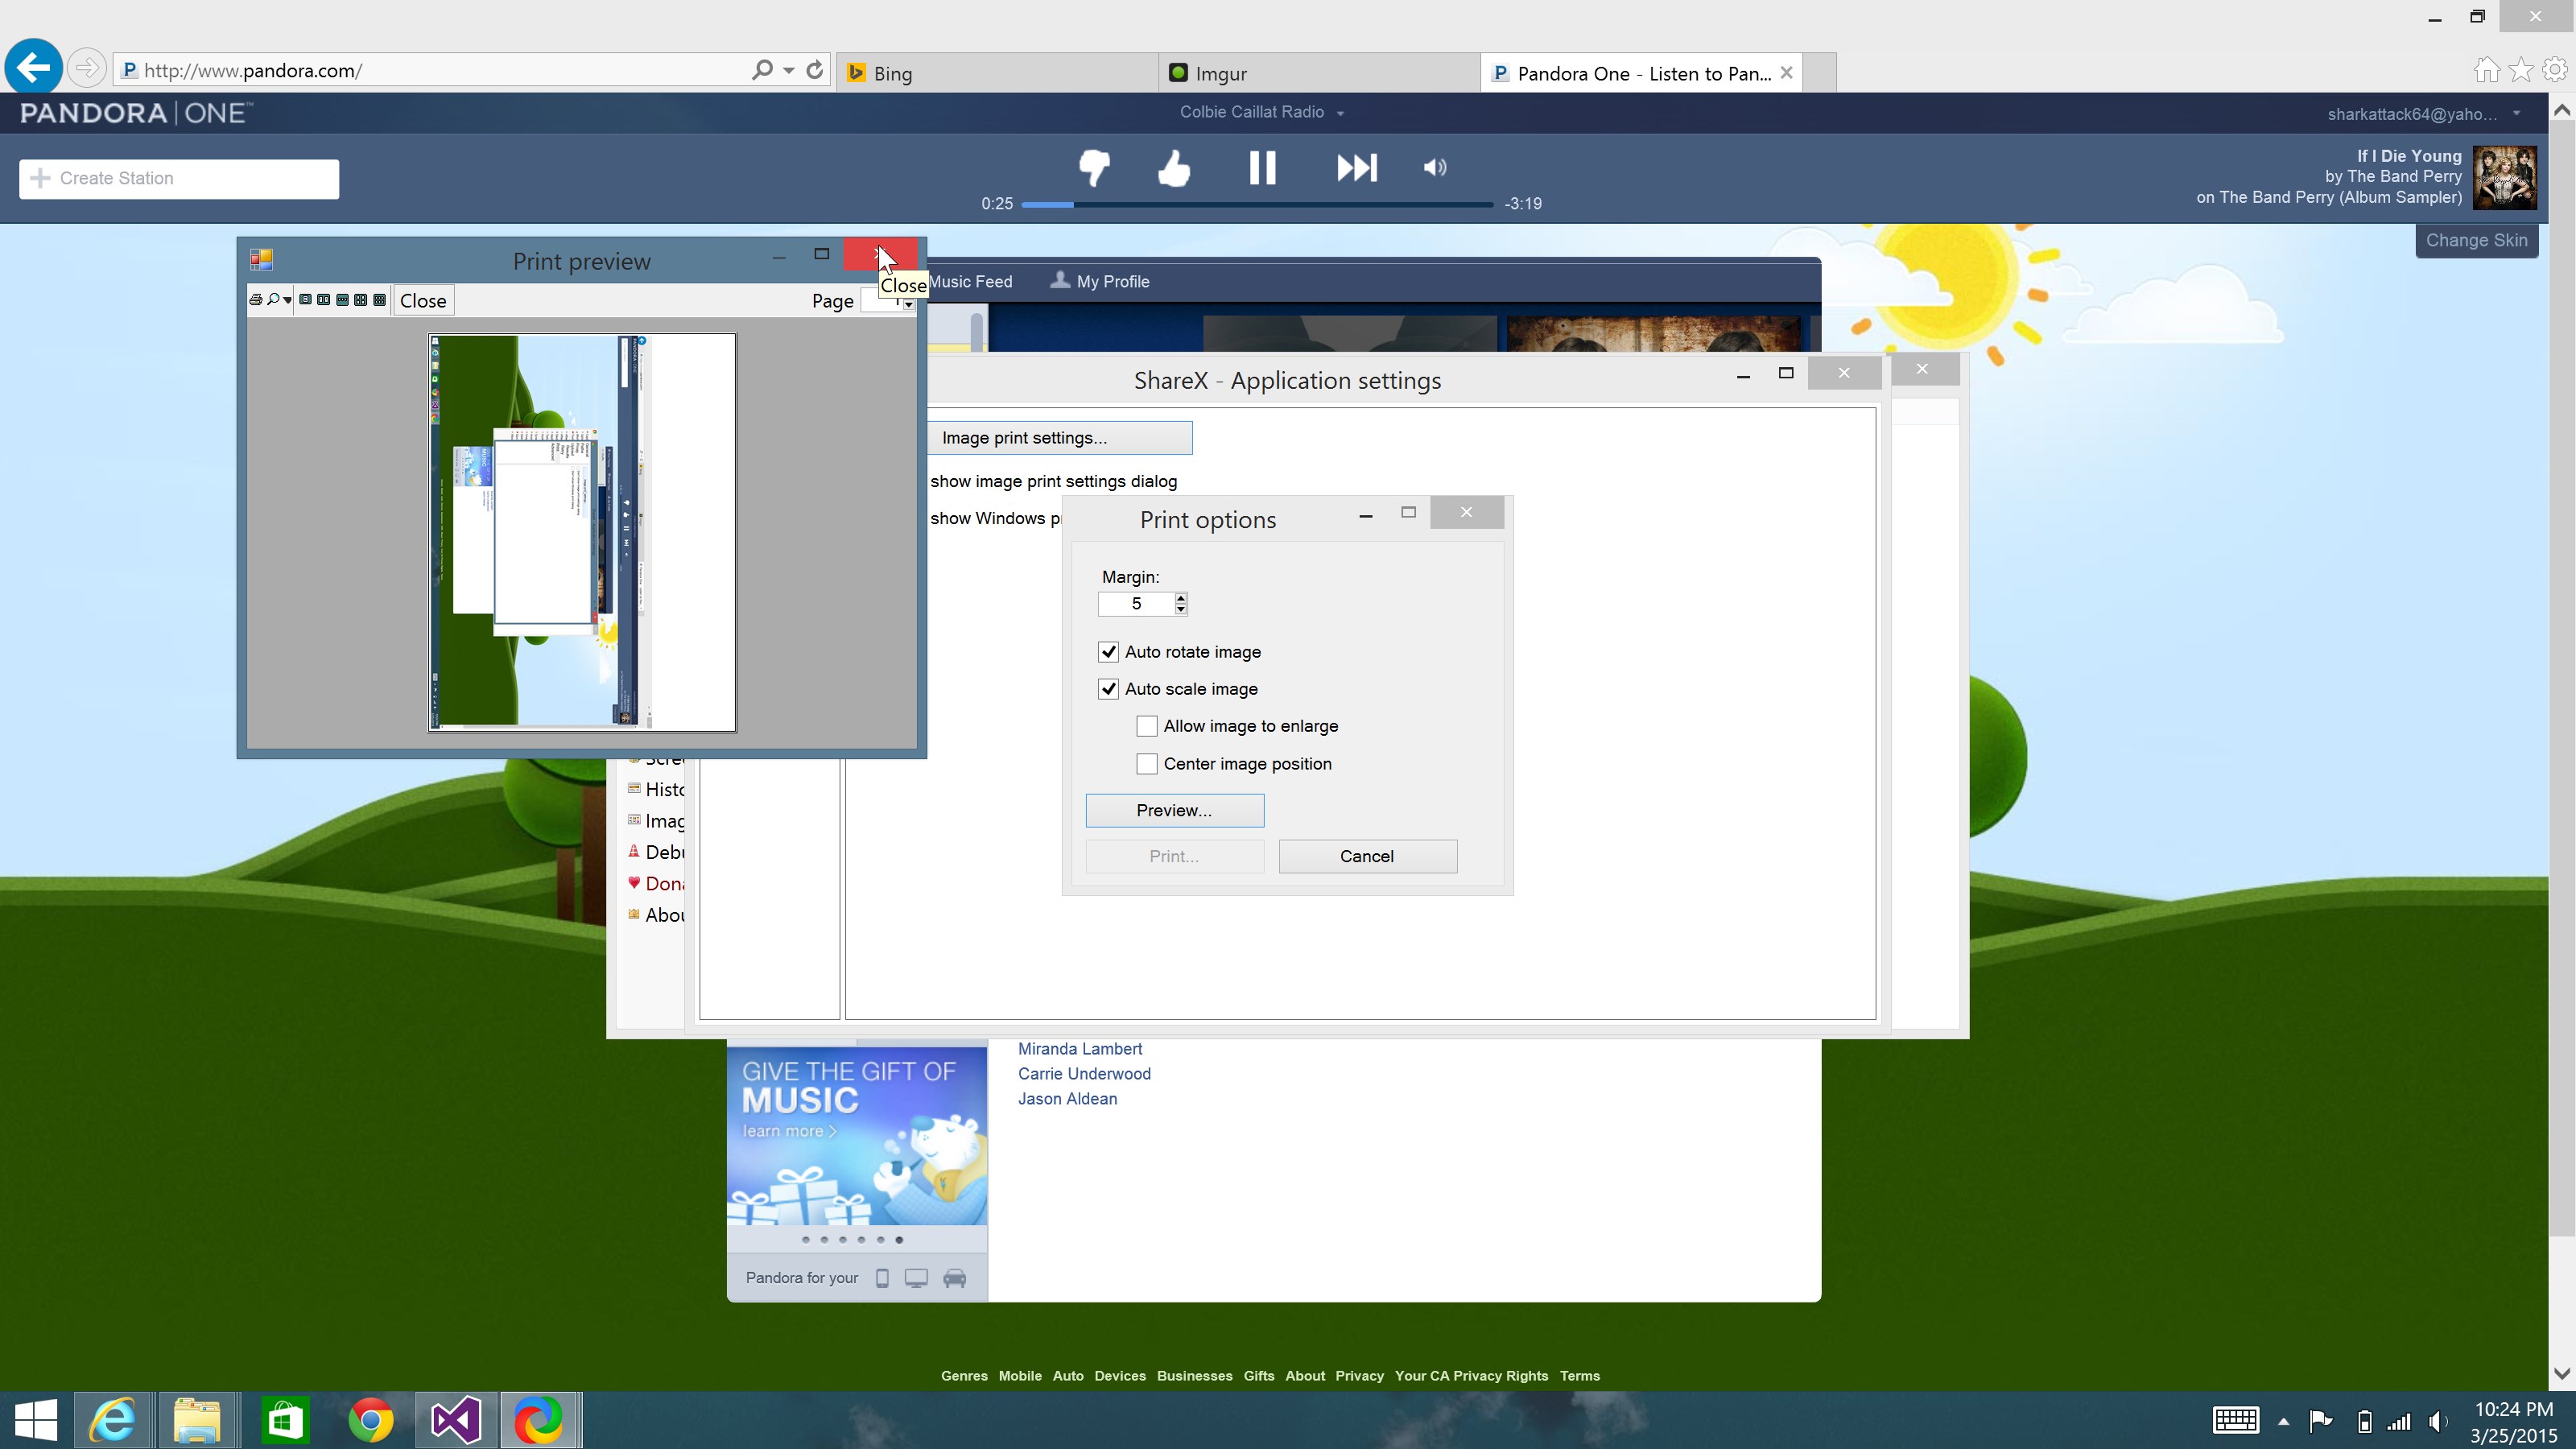 http://www.pandora.com/
Bing
Imgur
Pandora One - Listen to Pan...
PANDORA | ONE™
Colbie Caillat Radio
sharkattack64@yaho...
Create Station
0:25
-3:19
If I Die Young
by The Band Perry
on The Band Perry (Album Sampler)
Change Skin
Print preview
Close
Close
Page
1
Music Feed
My Profile
ShareX - Application settings
Image print settings...
show image print settings dialog
show Windows pr
Print options
Margin:
5
Auto rotate image
Auto scale image
Allow image to enlarge
Center image position
Preview...
Print...
Cancel
Scre
Histo
Imag
Debu
Dona
Abou
Miranda Lambert
Carrie Underwood
Jason Aldean
GIVE THE GIFT OF
MUSIC
learn more >
Pandora for your
Genres Mobile Auto Devices Businesses Gifts About Privacy Your CA Privacy Rights Terms
10:24 PM
3/25/2015